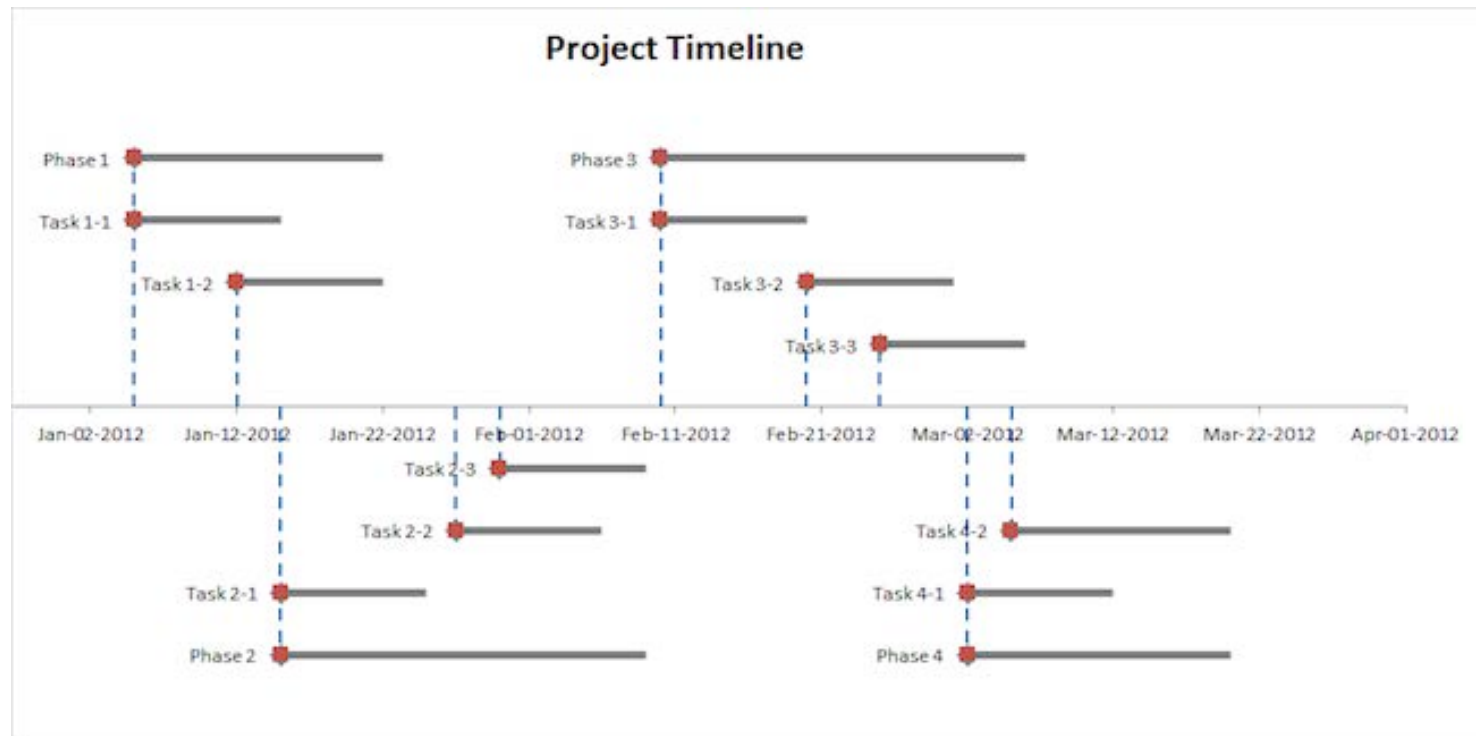 Project Timeline
Phase 1
Phase 3
Task 1-1
Task 3-1
Task 1-2
Task 3-2
Task 3-3
Jan-02-2012
Jan-12-2012
Jan-22-2012
Feb-01-2012
Feb-11-2012
Feb-21-2012
Mar-02-2012
Mar-12-2012
Mar-22-2012
Apr-01-2012
Task 2-3
Task 2-2
Task 4-2
Task 2-1
Task 4-1
Phase 2
Phase 4